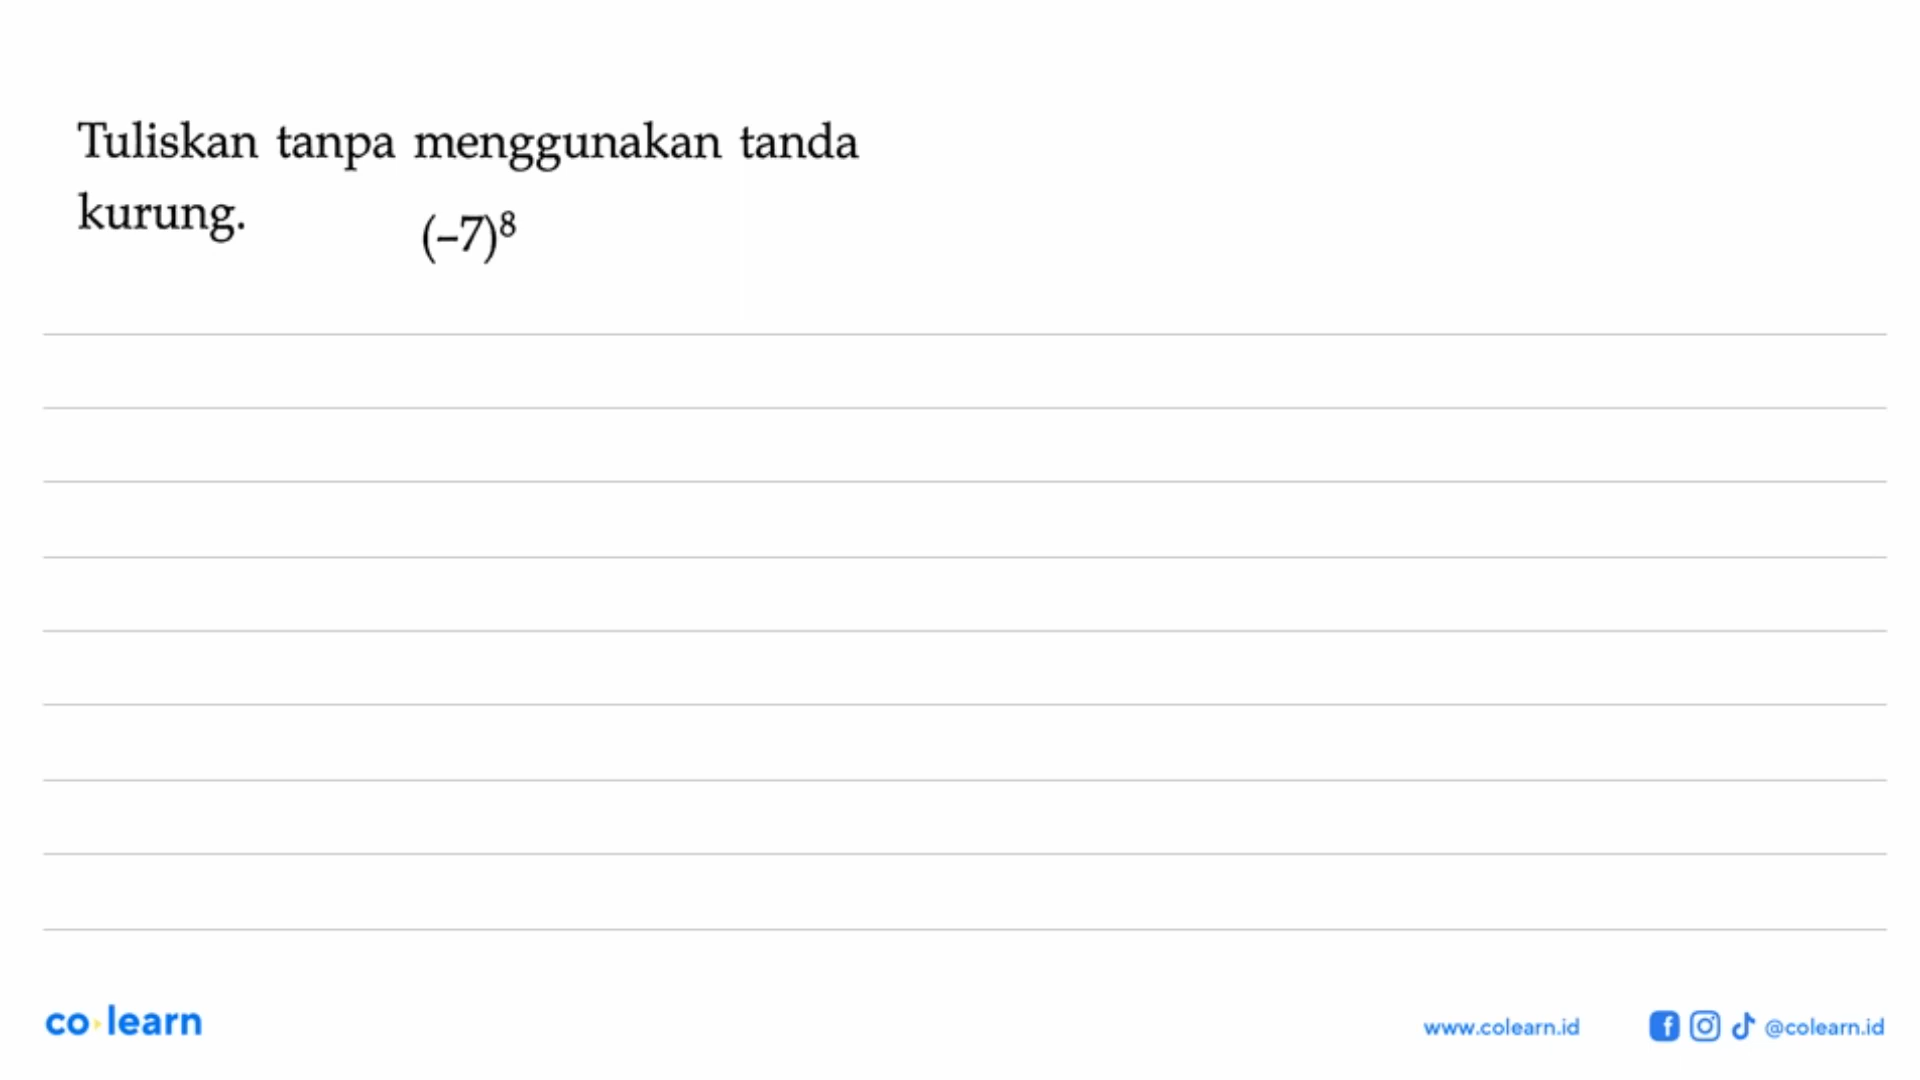 Tuliskan tanpa menggunakan tanda
kurung. (–7)⁸
co learn
www.colearn.id @colearn.id